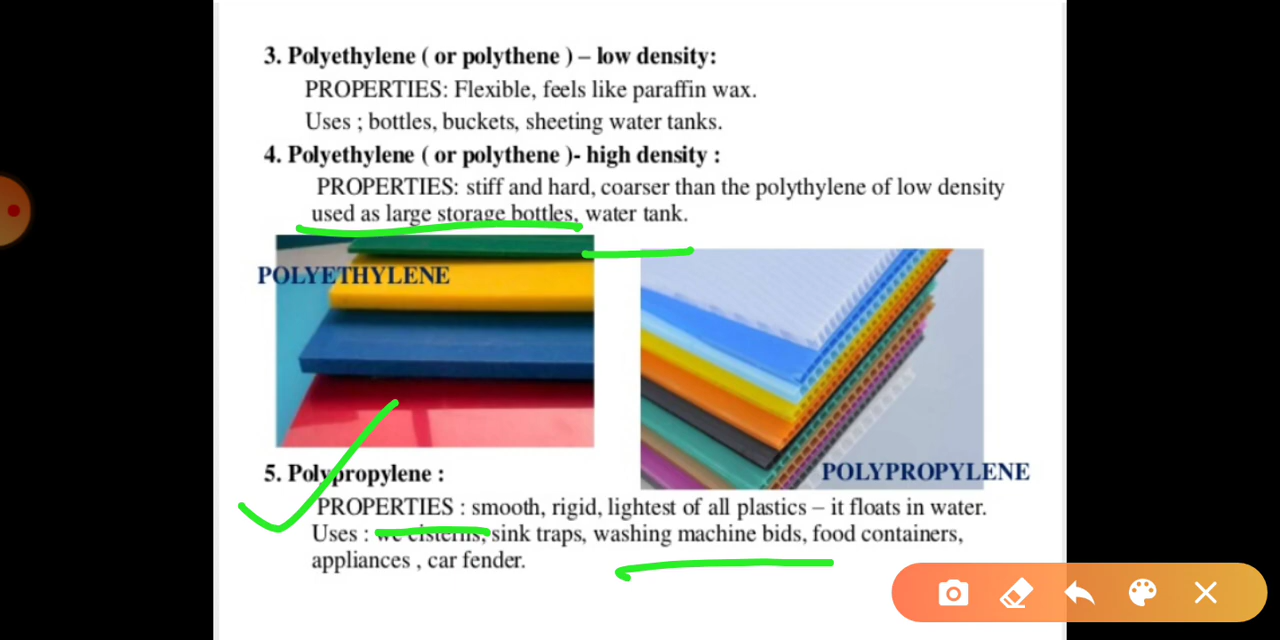 3. Polyethylene ( or polythene ) – low density:
PROPERTIES: Flexible, feels like paraffin wax.
Uses ; bottles, buckets, sheeting water tanks.
4. Polyethylene ( or polythene )- high density :
PROPERTIES: stiff and hard, coarser than the polythylene of low density
used as large storage bottles, water tank.
POLYETHYLENE
POLYPROPYLENE
5. Polypropylene :
PROPERTIES : smooth, rigid, lightest of all plastics – it floats in water.
Uses : wc cisterns, sink traps, washing machine bids, food containers,
appliances , car fender.